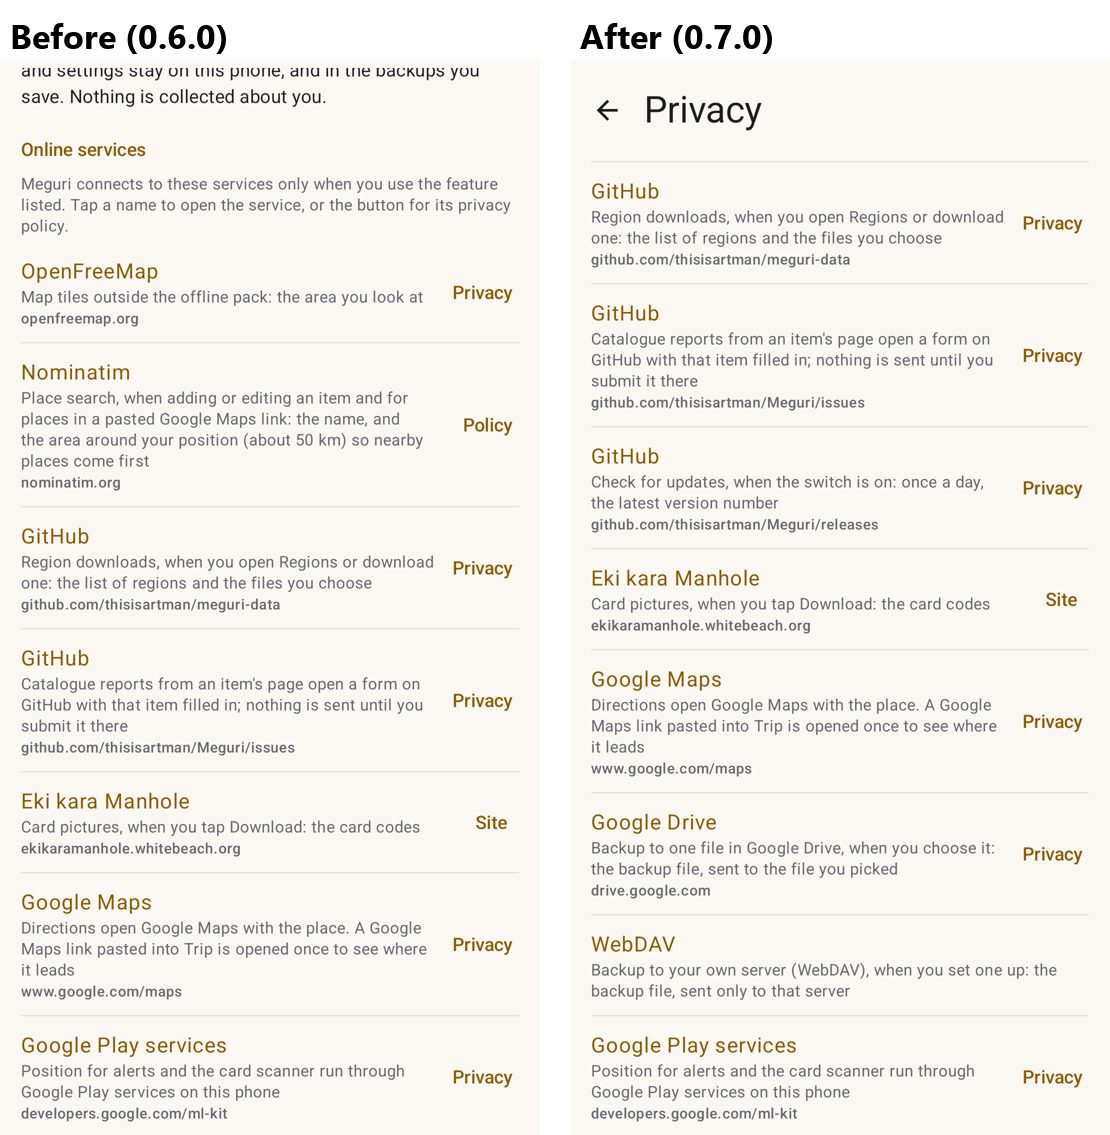 Before (0.6.0)
and settings stay on this phone, and in the backups you
save. Nothing is collected about you.
Online services
Meguri connects to these services only when you use the feature
listed. Tap a name to open the service, or the button for its privacy
policy.
OpenFreeMap
Map tiles outside the offline pack: the area you look at
openfreemap.org
Privacy
Nominatim
Place search, when adding or editing an item and for
places in a pasted Google Maps link: the name, and
the area around your position (about 50 km) so nearby
places come first
nominatim.org
Policy
GitHub
Region downloads, when you open Regions or download
one: the list of regions and the files you choose
github.com/thisisartman/meguri-data
Privacy
GitHub
Catalogue reports from an item's page open a form on
GitHub with that item filled in; nothing is sent until you
submit it there
github.com/thisisartman/Meguri/issues
Privacy
Eki kara Manhole
Card pictures, when you tap Download: the card codes
ekikaramanhole.whitebeach.org
Site
Google Maps
Directions open Google Maps with the place. A Google
Maps link pasted into Trip is opened once to see where
it leads
www.google.com/maps
Privacy
Google Play services
Position for alerts and the card scanner run through
Google Play services on this phone
developers.google.com/ml-kit
Privacy
After (0.7.0)
Privacy
GitHub
Region downloads, when you open Regions or download
one: the list of regions and the files you choose
github.com/thisisartman/meguri-data
Privacy
GitHub
Catalogue reports from an item's page open a form on
GitHub with that item filled in; nothing is sent until you
submit it there
github.com/thisisartman/Meguri/issues
Privacy
GitHub
Check for updates, when the switch is on: once a day,
the latest version number
github.com/thisisartman/Meguri/releases
Privacy
Eki kara Manhole
Card pictures, when you tap Download: the card codes
ekikaramanhole.whitebeach.org
Site
Google Maps
Directions open Google Maps with the place. A Google
Maps link pasted into Trip is opened once to see where
it leads
www.google.com/maps
Privacy
Google Drive
Backup to one file in Google Drive, when you choose it:
the backup file, sent to the file you picked
drive.google.com
Privacy
WebDAV
Backup to your own server (WebDAV), when you set one up: the
backup file, sent only to that server
Google Play services
Position for alerts and the card scanner run through
Google Play services on this phone
developers.google.com/ml-kit
Privacy